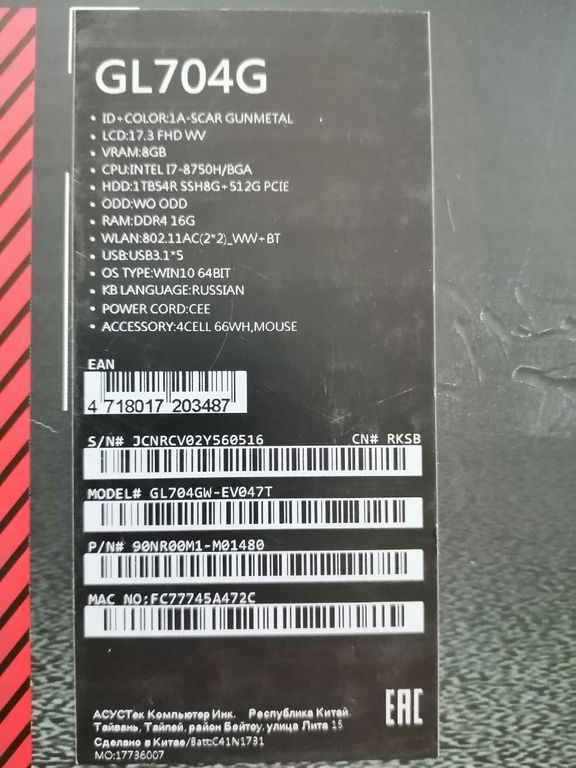 GL704G
• ID+COLOR:1A-SCAR GUNMETAL
• LCD:17.3 FHD WV
• VRAM:8GB
• CPU:INTEL I7-8750H/BGA
• HDD:1TB54R SSH8G+512G PCIE
• ODD:WO ODD
• RAM:DDR4 16G
• WLAN:802.11AC(2*2)_WW+BT
• USB:USB3.1*5
• OS TYPE:WIN10 64BIT
• KB LANGUAGE:RUSSIAN
• POWER CORD:CEE
• ACCESSORY:4CELL 66WH,MOUSE
EAN
4 718017 203487
S/N# JCNRCV02Y560516 CN# RKSB
MODEL# GL704GW-EV047T
P/N# 90NR00M1-M01480
MAC NO:FC77745A472C
АСУСТек Компьютер Инк. Республика Китай,
Тайвань, Тайпей, район Бейтоу, улица Лита 15
Сделано в Китае/Batt:C41N1731
MO:17736007
EAC